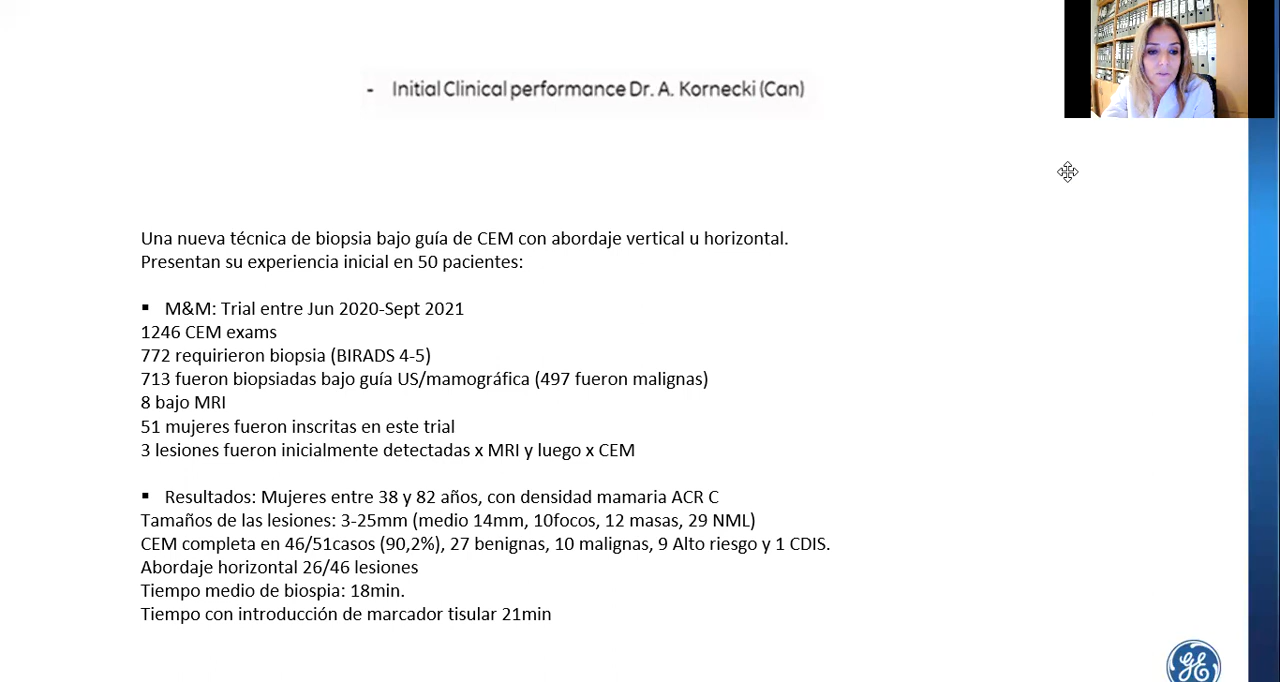 - Initial Clinical performance Dr. A. Kornecki (Can)
Una nueva técnica de biopsia bajo guía de CEM con abordaje vertical u horizontal.
Presentan su experiencia inicial en 50 pacientes:
▪ M&M: Trial entre Jun 2020-Sept 2021
1246 CEM exams
772 requirieron biopsia (BIRADS 4-5)
713 fueron biopsiadas bajo guía US/mamográfica (497 fueron malignas)
8 bajo MRI
51 mujeres fueron inscritas en este trial
3 lesiones fueron inicialmente detectadas x MRI y luego x CEM
▪ Resultados: Mujeres entre 38 y 82 años, con densidad mamaria ACR C
Tamaños de las lesiones: 3-25mm (medio 14mm, 10focos, 12 masas, 29 NML)
CEM completa en 46/51casos (90,2%), 27 benignas, 10 malignas, 9 Alto riesgo y 1 CDIS.
Abordaje horizontal 26/46 lesiones
Tiempo medio de biospia: 18min.
Tiempo con introducción de marcador tisular 21min
GE